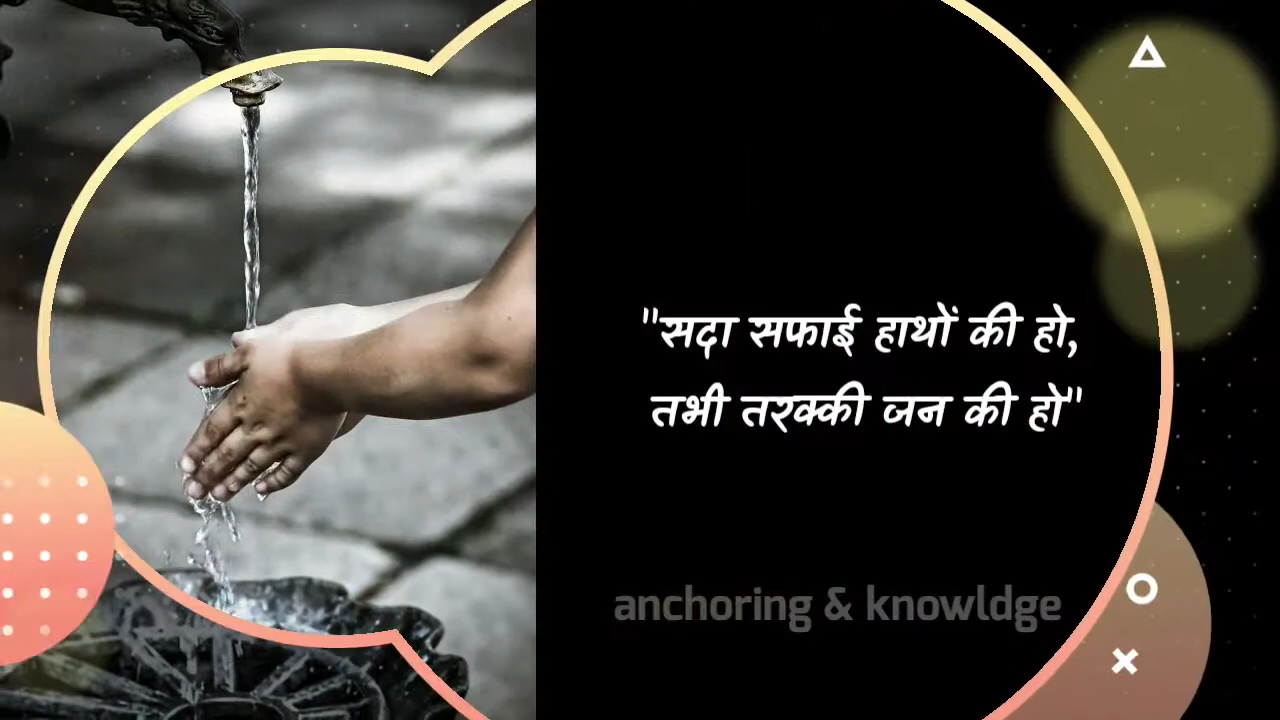 "सदा सफाई हाथों की हो,
तभी तरक्की जन की हो"
anchoring & knowldge